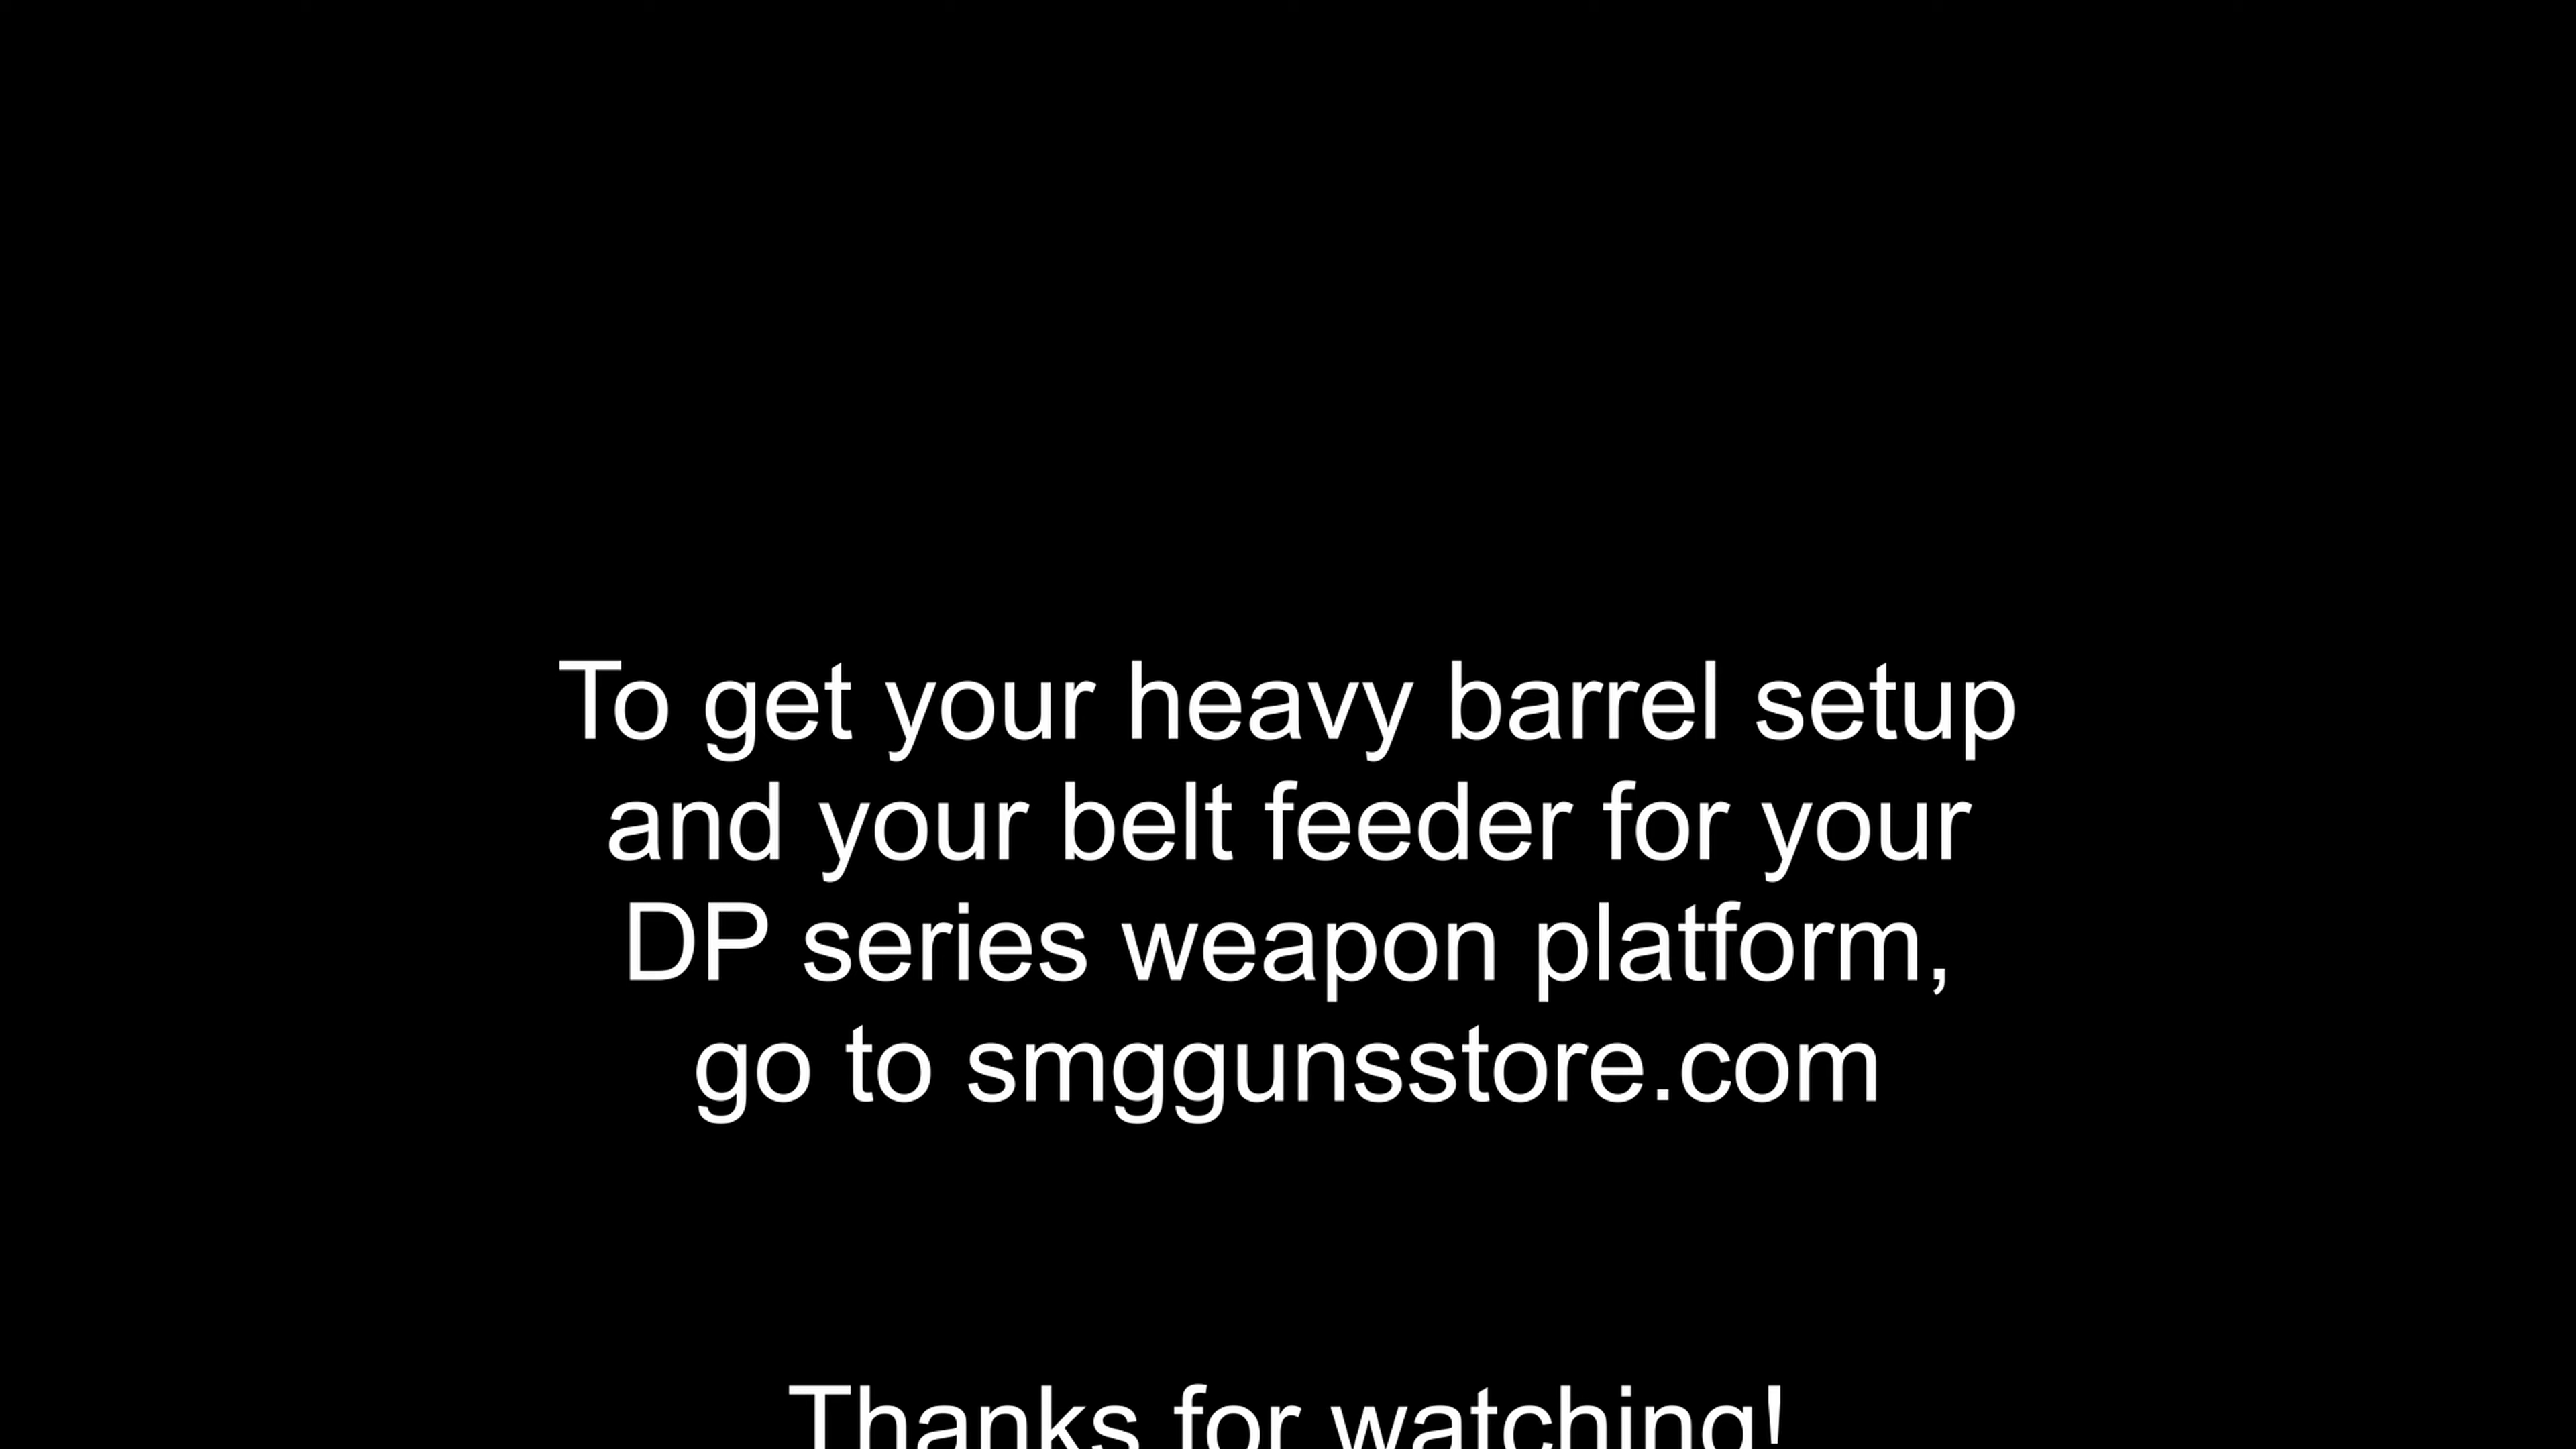 To get your heavy barrel setup
and your belt feeder for your
DP series weapon platform,
go to smggunsstore.com
Thanks for watching!